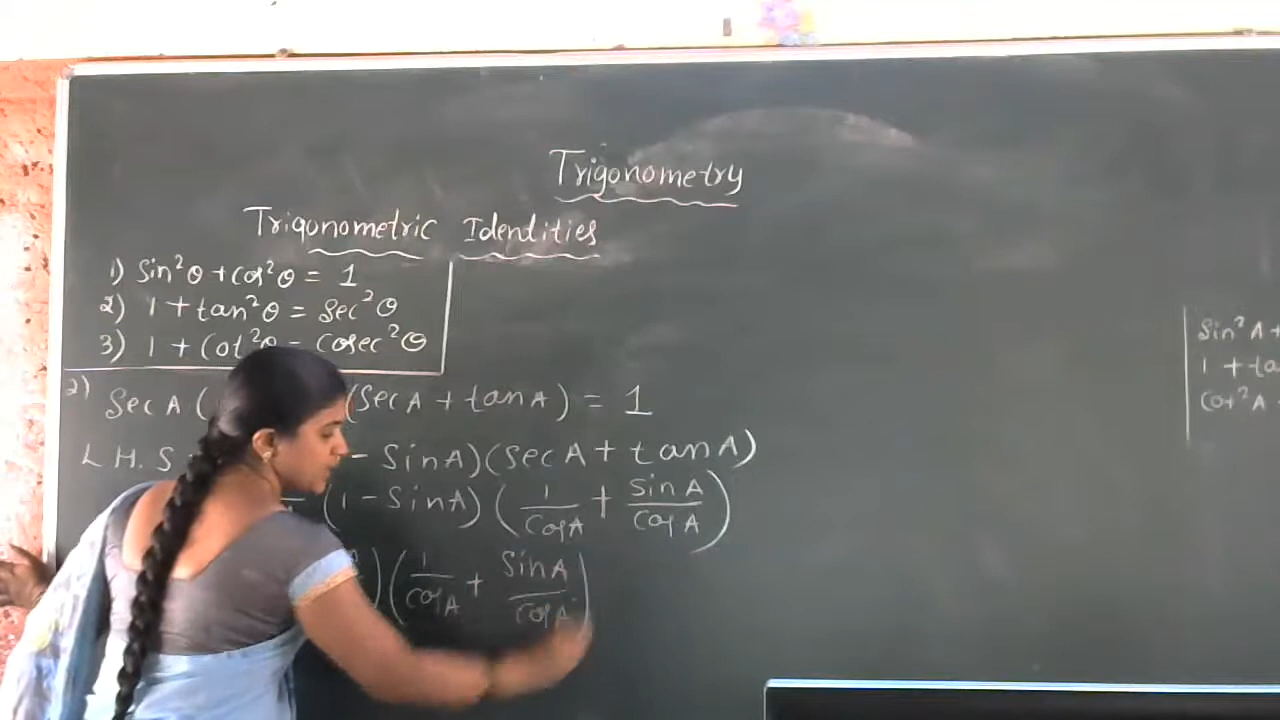 Trigonometry
Trigonometric Identities
1) Sin²θ + cos²θ = 1
2) 1 + tan²θ = Sec²θ
3) 1 + Cot²θ = Cosec²θ
2) Sec A ( (Sec A + tan A) = 1
L H.S - Sin A) (Sec A + tan A)
= (1 - Sin A) (1/Cos A + Sin A/Cos A)
) (1/Cos A + Sin A/Cos A)
Sin² A +
1 + ta
Cot² A